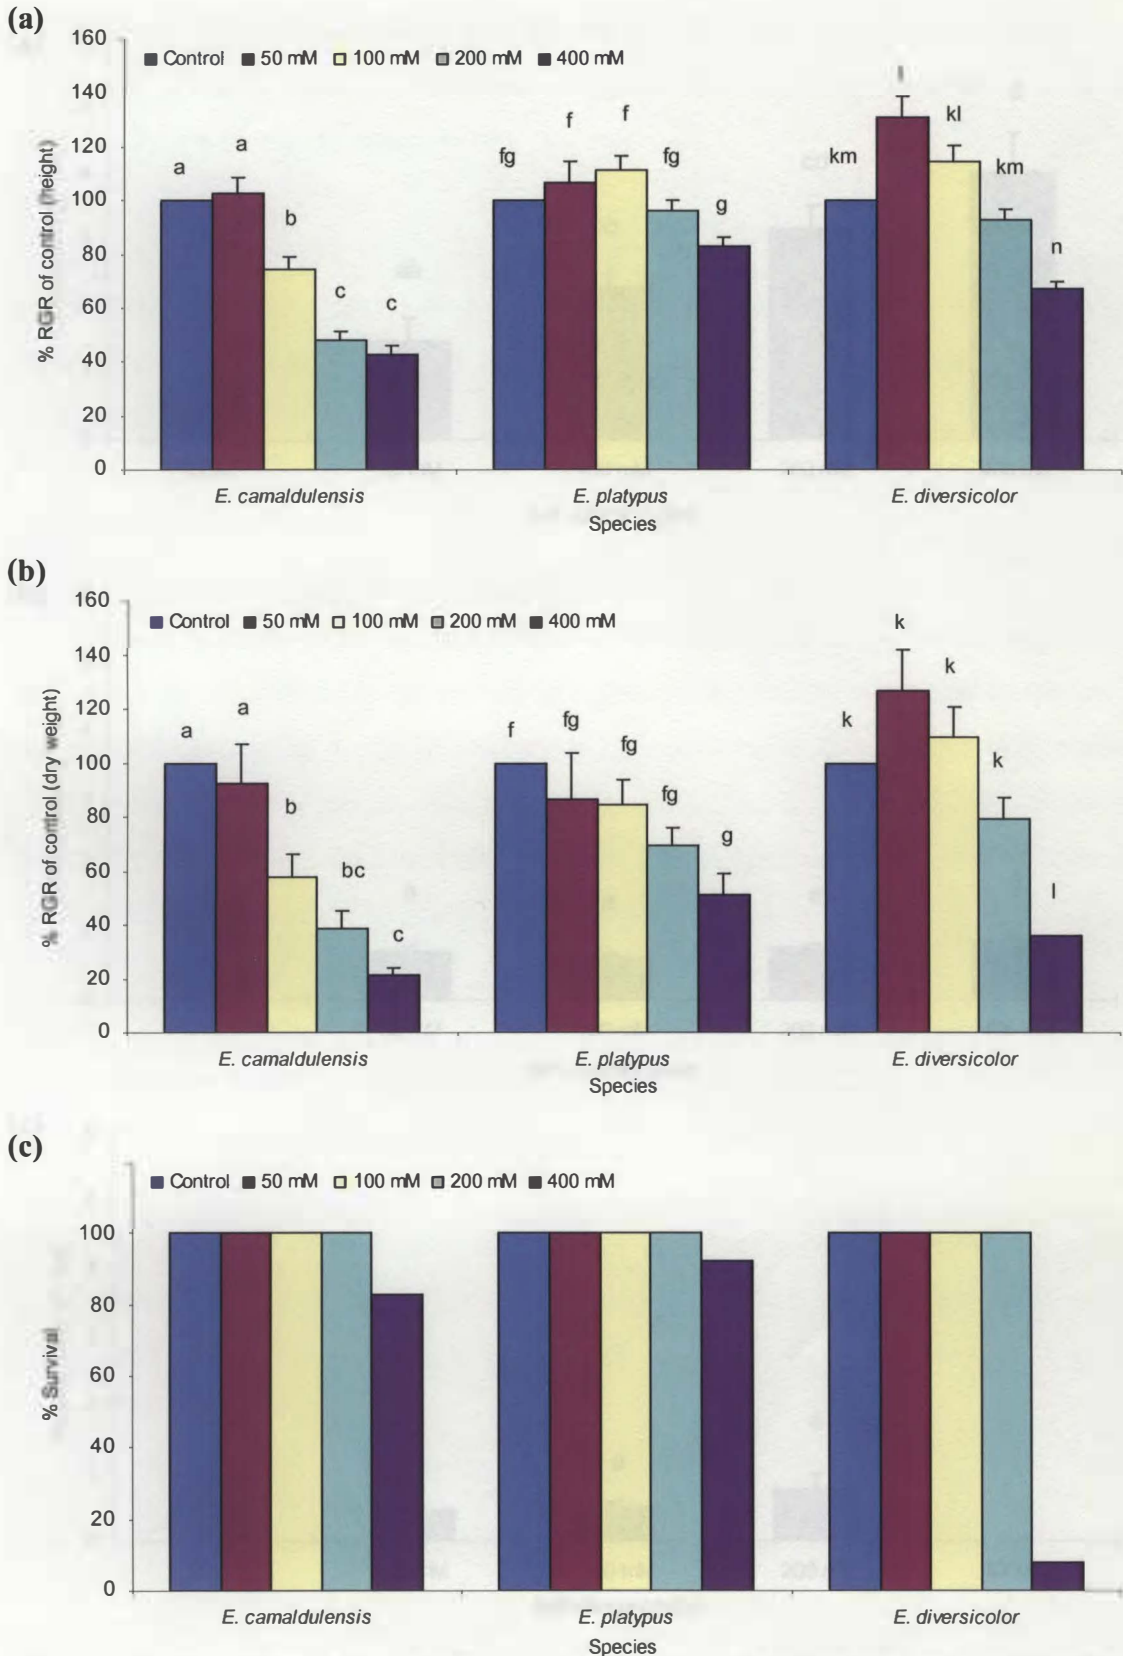 (a)
160
Control 50 mM 100 mM 200 mM 400 mM
140
120
100
80
60
40
20
0
% RGR of control (height)
a a b c c
fg f f fg g
km l kl km n
E. camaldulensis E. platypus E. diversicolor
Species
(b)
160
Control 50 mM 100 mM 200 mM 400 mM
140
120
100
80
60
40
20
0
% RGR of control (dry weight)
a a b bc c
f fg fg fg g
k k k k l
E. camaldulensis E. platypus E. diversicolor
Species
(c)
Control 50 mM 100 mM 200 mM 400 mM
100
80
60
40
20
0
% Survival
E. camaldulensis E. platypus E. diversicolor
Species